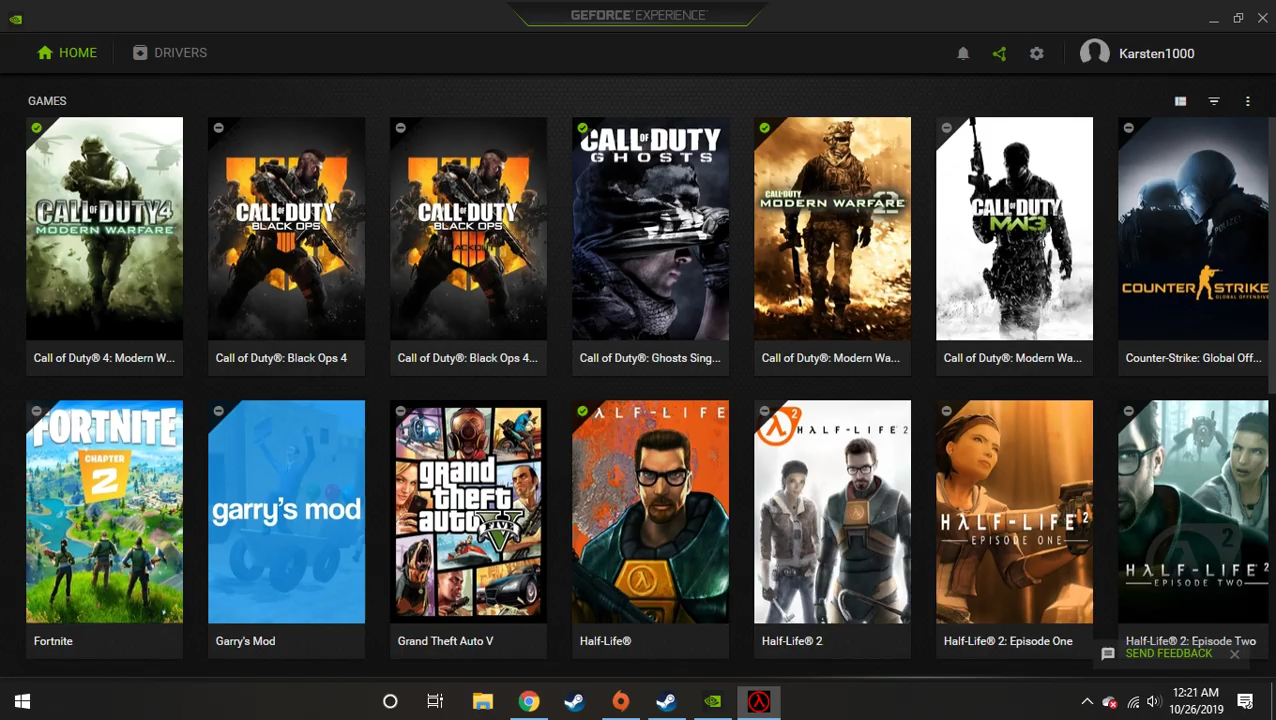 GEFORCE® EXPERIENCE™
HOME
DRIVERS
Karsten1000
GAMES
CALL OF DUTY 4
MODERN WARFARE
CALL OF DUTY
BLACK OPS
CALL OF DUTY
BLACK OPS
CALL OF DUTY
GHOSTS
CALL OF DUTY
MODERN WARFARE 2
CALL OF DUTY
MW3
POLIZEI
COUNTER STRIKE
GLOBAL OFFENSIVE
Call of Duty® 4: Modern W...
Call of Duty®: Black Ops 4
Call of Duty®: Black Ops 4...
Call of Duty®: Ghosts Sing...
Call of Duty®: Modern Wa...
Call of Duty®: Modern Wa...
Counter-Strike: Global Off...
FORTNITE
CHAPTER
2
garry's mod
grand
theft
auto
V
FIVE
HALF-LIFE
HALF-LIFE 2
HALF-LIFE 2
EPISODE ONE
HALF-LIFE 2
EPISODE TWO
Fortnite
Garry's Mod
Grand Theft Auto V
Half-Life®
Half-Life® 2
Half-Life® 2: Episode One
Half-Life® 2: Episode Two
SEND FEEDBACK
12:21 AM
10/26/2019